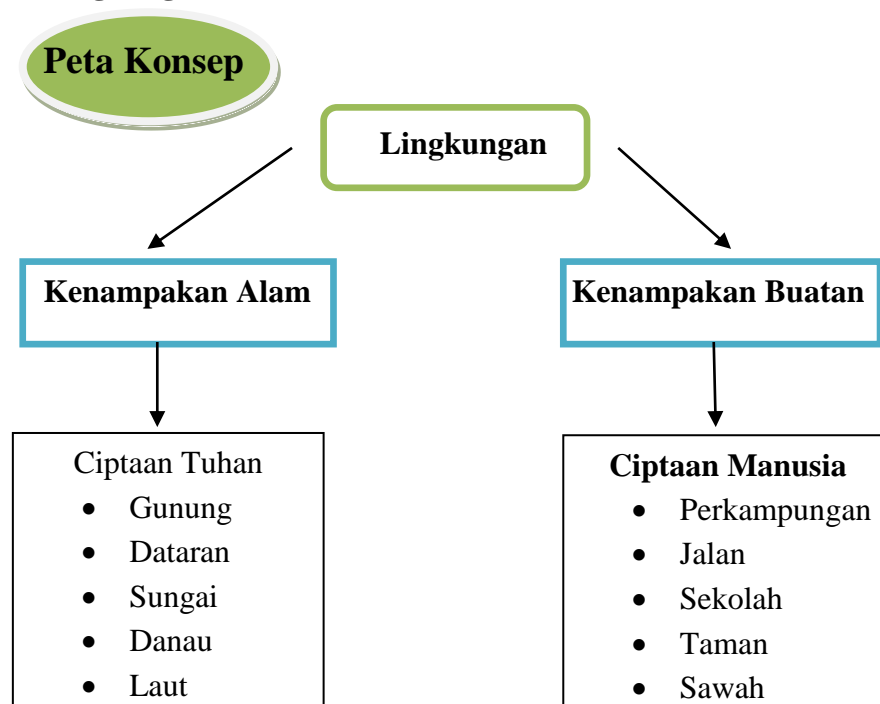 Peta Konsep
Lingkungan
Kenampakan Alam
Kenampakan Buatan
Ciptaan Tuhan
• Gunung
• Dataran
• Sungai
• Danau
• Laut
Ciptaan Manusia
• Perkampungan
• Jalan
• Sekolah
• Taman
• Sawah